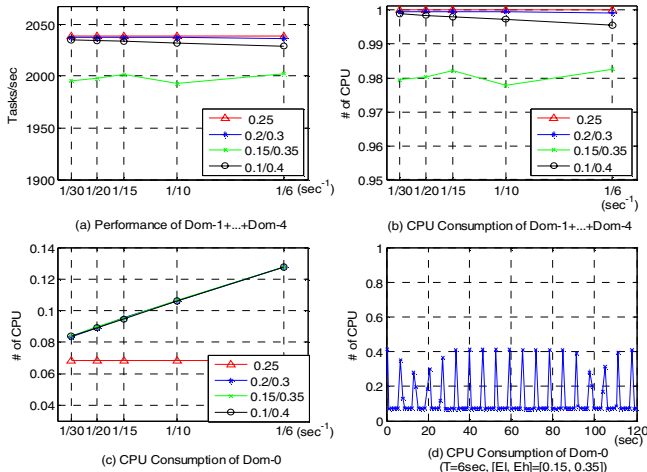 2050
2000
1950
1900
Tasks/sec
0.25
0.2/0.3
0.15/0.35
0.1/0.4
1/30 1/20 1/15 1/10 1/6 (sec⁻¹)
(a) Performance of Dom-1+...+Dom-4
1
0.99
0.98
0.97
0.96
0.95
# of CPU
0.25
0.2/0.3
0.15/0.35
0.1/0.4
1/30 1/20 1/15 1/10 1/6
(sec⁻¹)
(b) CPU Consumption of Dom-1+...+Dom-4
0.14
0.12
0.1
0.08
0.06
0.04
# of CPU
0.25
0.2/0.3
0.15/0.35
0.1/0.4
1/30 1/20 1/15 1/10 1/6 (sec⁻¹)
(c) CPU Consumption of Dom-0
1
0.8
0.6
0.4
0.2
0
# of CPU
0 20 40 60 80 100 120
(sec)
(d) CPU Consumption of Dom-0
(T=6sec, [El, Eh]=[0.15, 0.35])